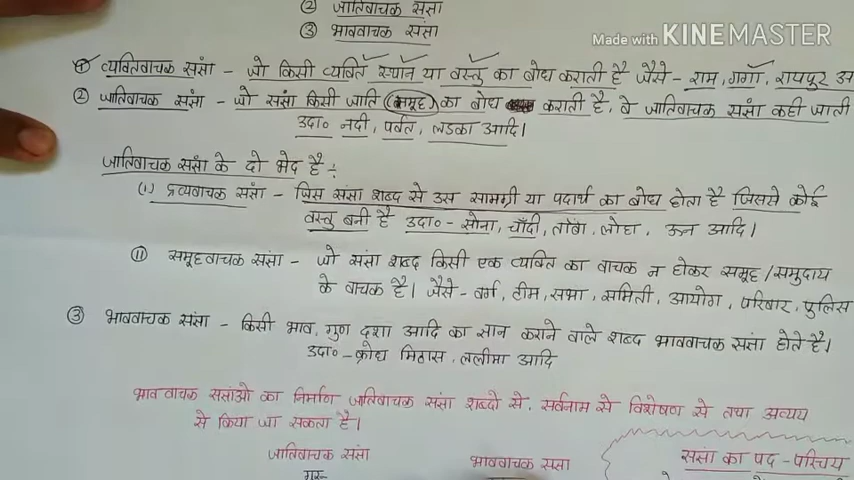 ② जातिवाचक संज्ञा
③ भाववाचक संज्ञा
Made with KINEMASTER
① व्यक्तिवाचक संज्ञा - जो किसी व्यक्ति स्थान या वस्तु का बोध कराती है जैसे - राम, गंगा, रायपुर
② जातिवाचक संज्ञा - जो संज्ञा किसी जाति (समूह) का बोध कराती है, वे जातिवाचक संज्ञा कही जाती
उदा० नदी, पर्वत, लडका आदि।
जातिवाचक संज्ञा के दो भेद है ÷
(i) द्रव्यवाचक संज्ञा - जिस संज्ञा शब्द से उस सामग्री या पदार्थ का बोध होता है जिससे कोई
वस्तु बनी है उदा० - सोना, चाँदी, तांबा, लोहा, ऊन आदि।
(ii) समूहवाचक संज्ञा - जो संज्ञा शब्द किसी एक व्यक्ति का वाचक न होकर समूह/समुदाय
के वाचक है। जैसे - वर्ग, टीम, सभा, समिती, आयोग, परिवार, पुलिस
③ भाववाचक संज्ञा - किसी भाव, गुण दशा आदि का ज्ञान कराने वाले शब्द भाववाचक संज्ञा होते है।
उदा० - क्रोध मिठास, ललीमा आदि
भाववाचक संज्ञाओ का निर्माण जातिवाचक संज्ञा शब्दो से, सर्वनाम से विशेषण से तथा अव्यय
से किया जा सकता है।
जातिवाचक संज्ञा
भाववाचक संज्ञा
संज्ञा का पद - परिचय
गुरु